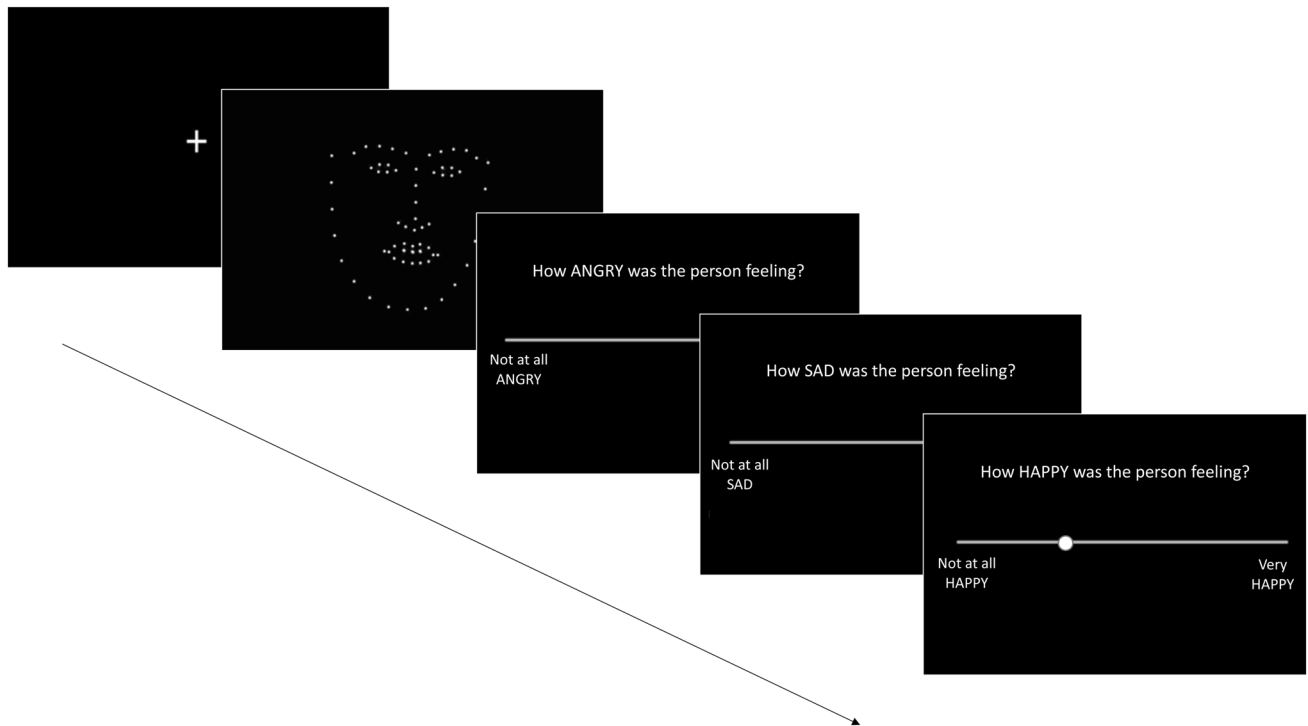 How ANGRY was the person feeling?
Not at all
ANGRY
How SAD was the person feeling?
Not at all
SAD
How HAPPY was the person feeling?
Not at all
HAPPY
Very
HAPPY